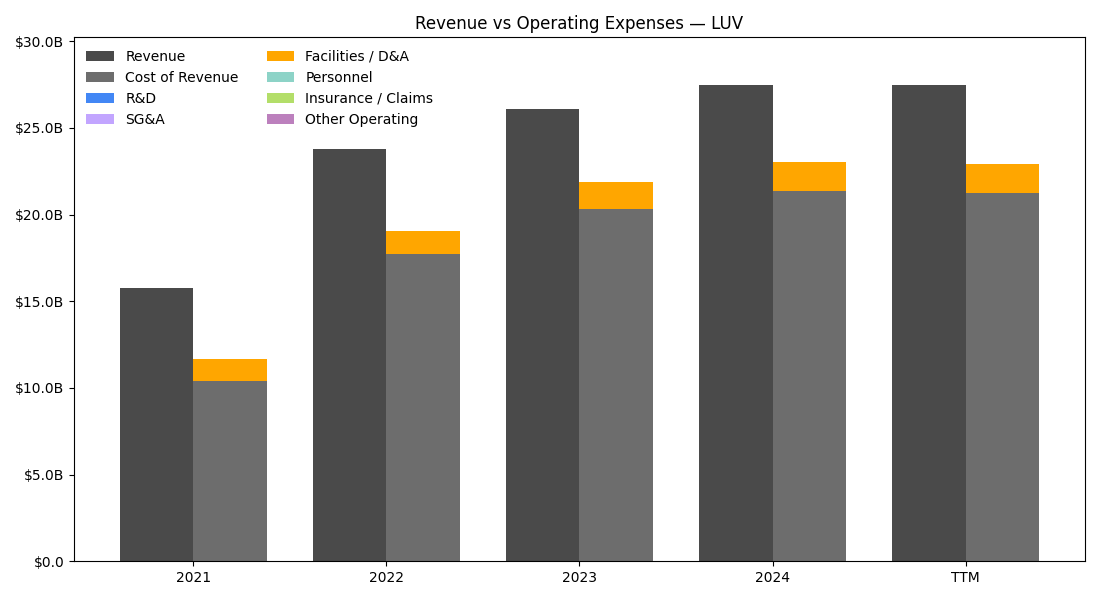 Revenue vs Operating Expenses — LUV
$30.0B
$25.0B
$20.0B
$15.0B
$10.0B
$5.0B
$0.0
Revenue
Cost of Revenue
R&D
SG&A
Facilities / D&A
Personnel
Insurance / Claims
Other Operating
2021
2022
2023
2024
TTM